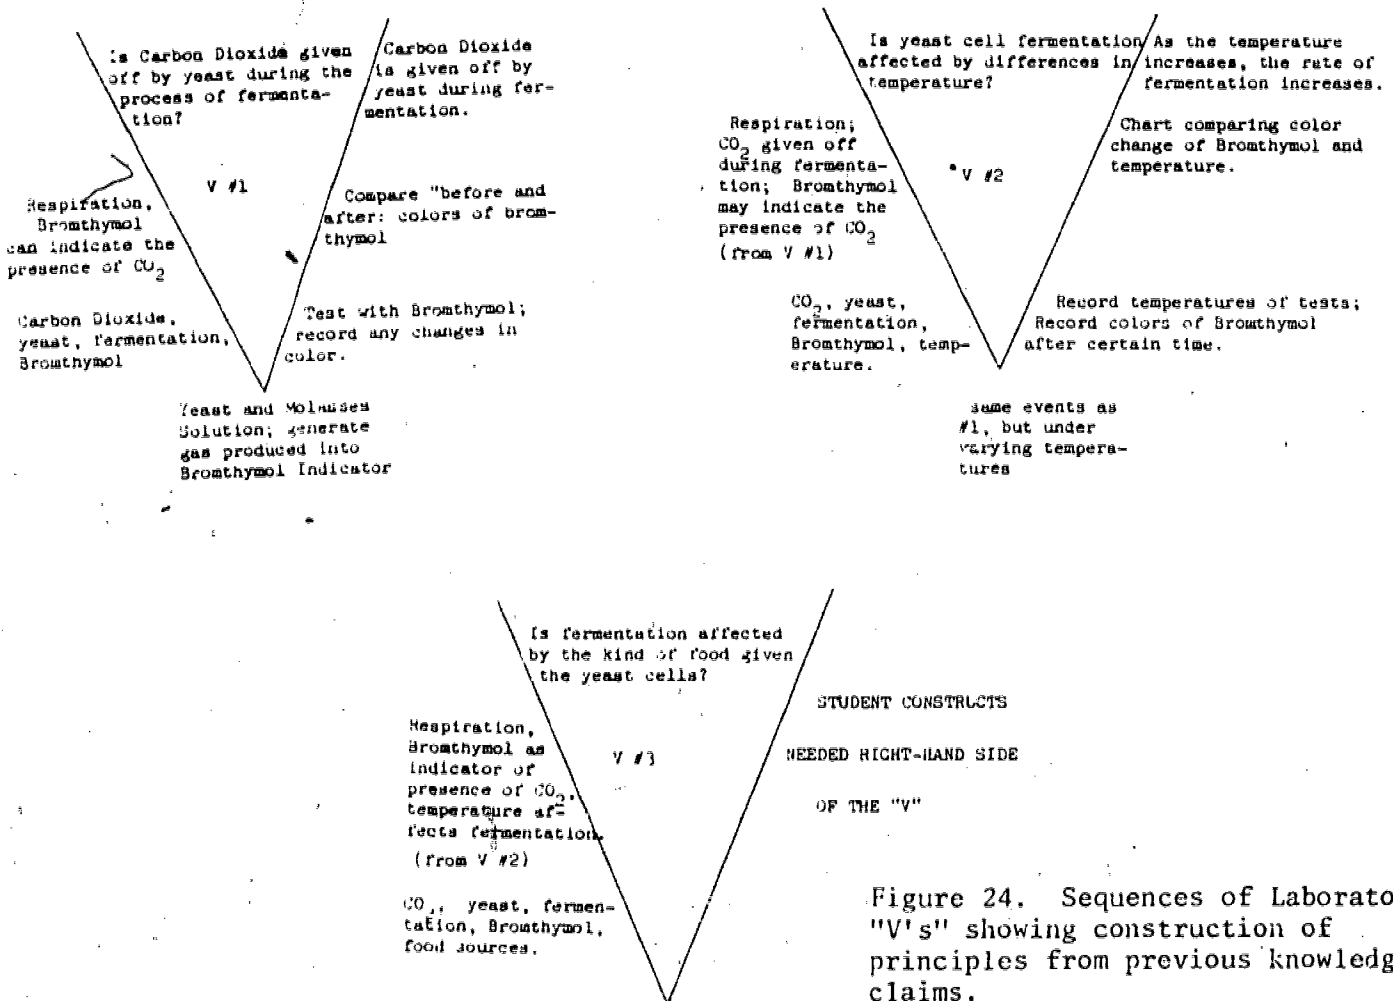 Is Carbon Dioxide given
off by yeast during the
process of fermenta-
tion?
Carbon Dioxide
is given off by
yeast during fer-
mentation.
V #1
Respiration,
Bromthymol
can indicate the
presence of CO2
Compare "before and
after: colors of brom-
thymol
Carbon Dioxide,
yeast, fermentation,
Bromthymol
Test with Bromthymol;
record any changes in
color.
Yeast and Molasses
Solution; generate
gas produced into
Bromthymol Indicator
Is yeast cell fermentation
affected by differences in
temperature?
As the temperature
increases, the rate of
fermentation increases.
Respiration;
CO2 given off
during fermenta-
tion; Bromthymol
may indicate the
presence of CO2
(from V #1)
V #2
Chart comparing color
change of Bromthymol and
temperature.
CO2, yeast,
fermentation,
Bromthymol, temp-
erature.
Record temperatures of tests;
Record colors of Bromthymol
after certain time.
same events as
#1, but under
varying tempera-
tures
Is fermentation affected
by the kind of food given
the yeast cells?
Respiration,
Bromthymol as
indicator of
presence of CO2,
temperature af-
fects fermentation.
(from V #2)
V #3
STUDENT CONSTRUCTS
NEEDED RIGHT-HAND SIDE
OF THE "V"
CO2, yeast, fermen-
tation, Bromthymol,
food sources.
Figure 24. Sequences of Laborato
"V's" showing construction of
principles from previous knowledg
claims.